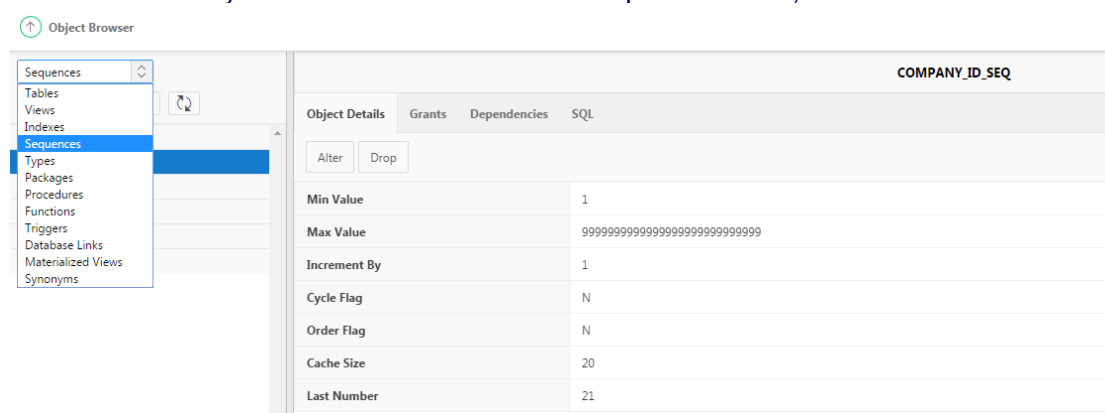 Object Browser
Sequences
Tables
Views
Indexes
Sequences
Types
Packages
Procedures
Functions
Triggers
Database Links
Materialized Views
Synonyms
COMPANY_ID_SEQ
Object Details Grants Dependencies SQL
Alter Drop
Min Value 1
Max Value 9999999999999999999999999999
Increment By 1
Cycle Flag N
Order Flag N
Cache Size 20
Last Number 21